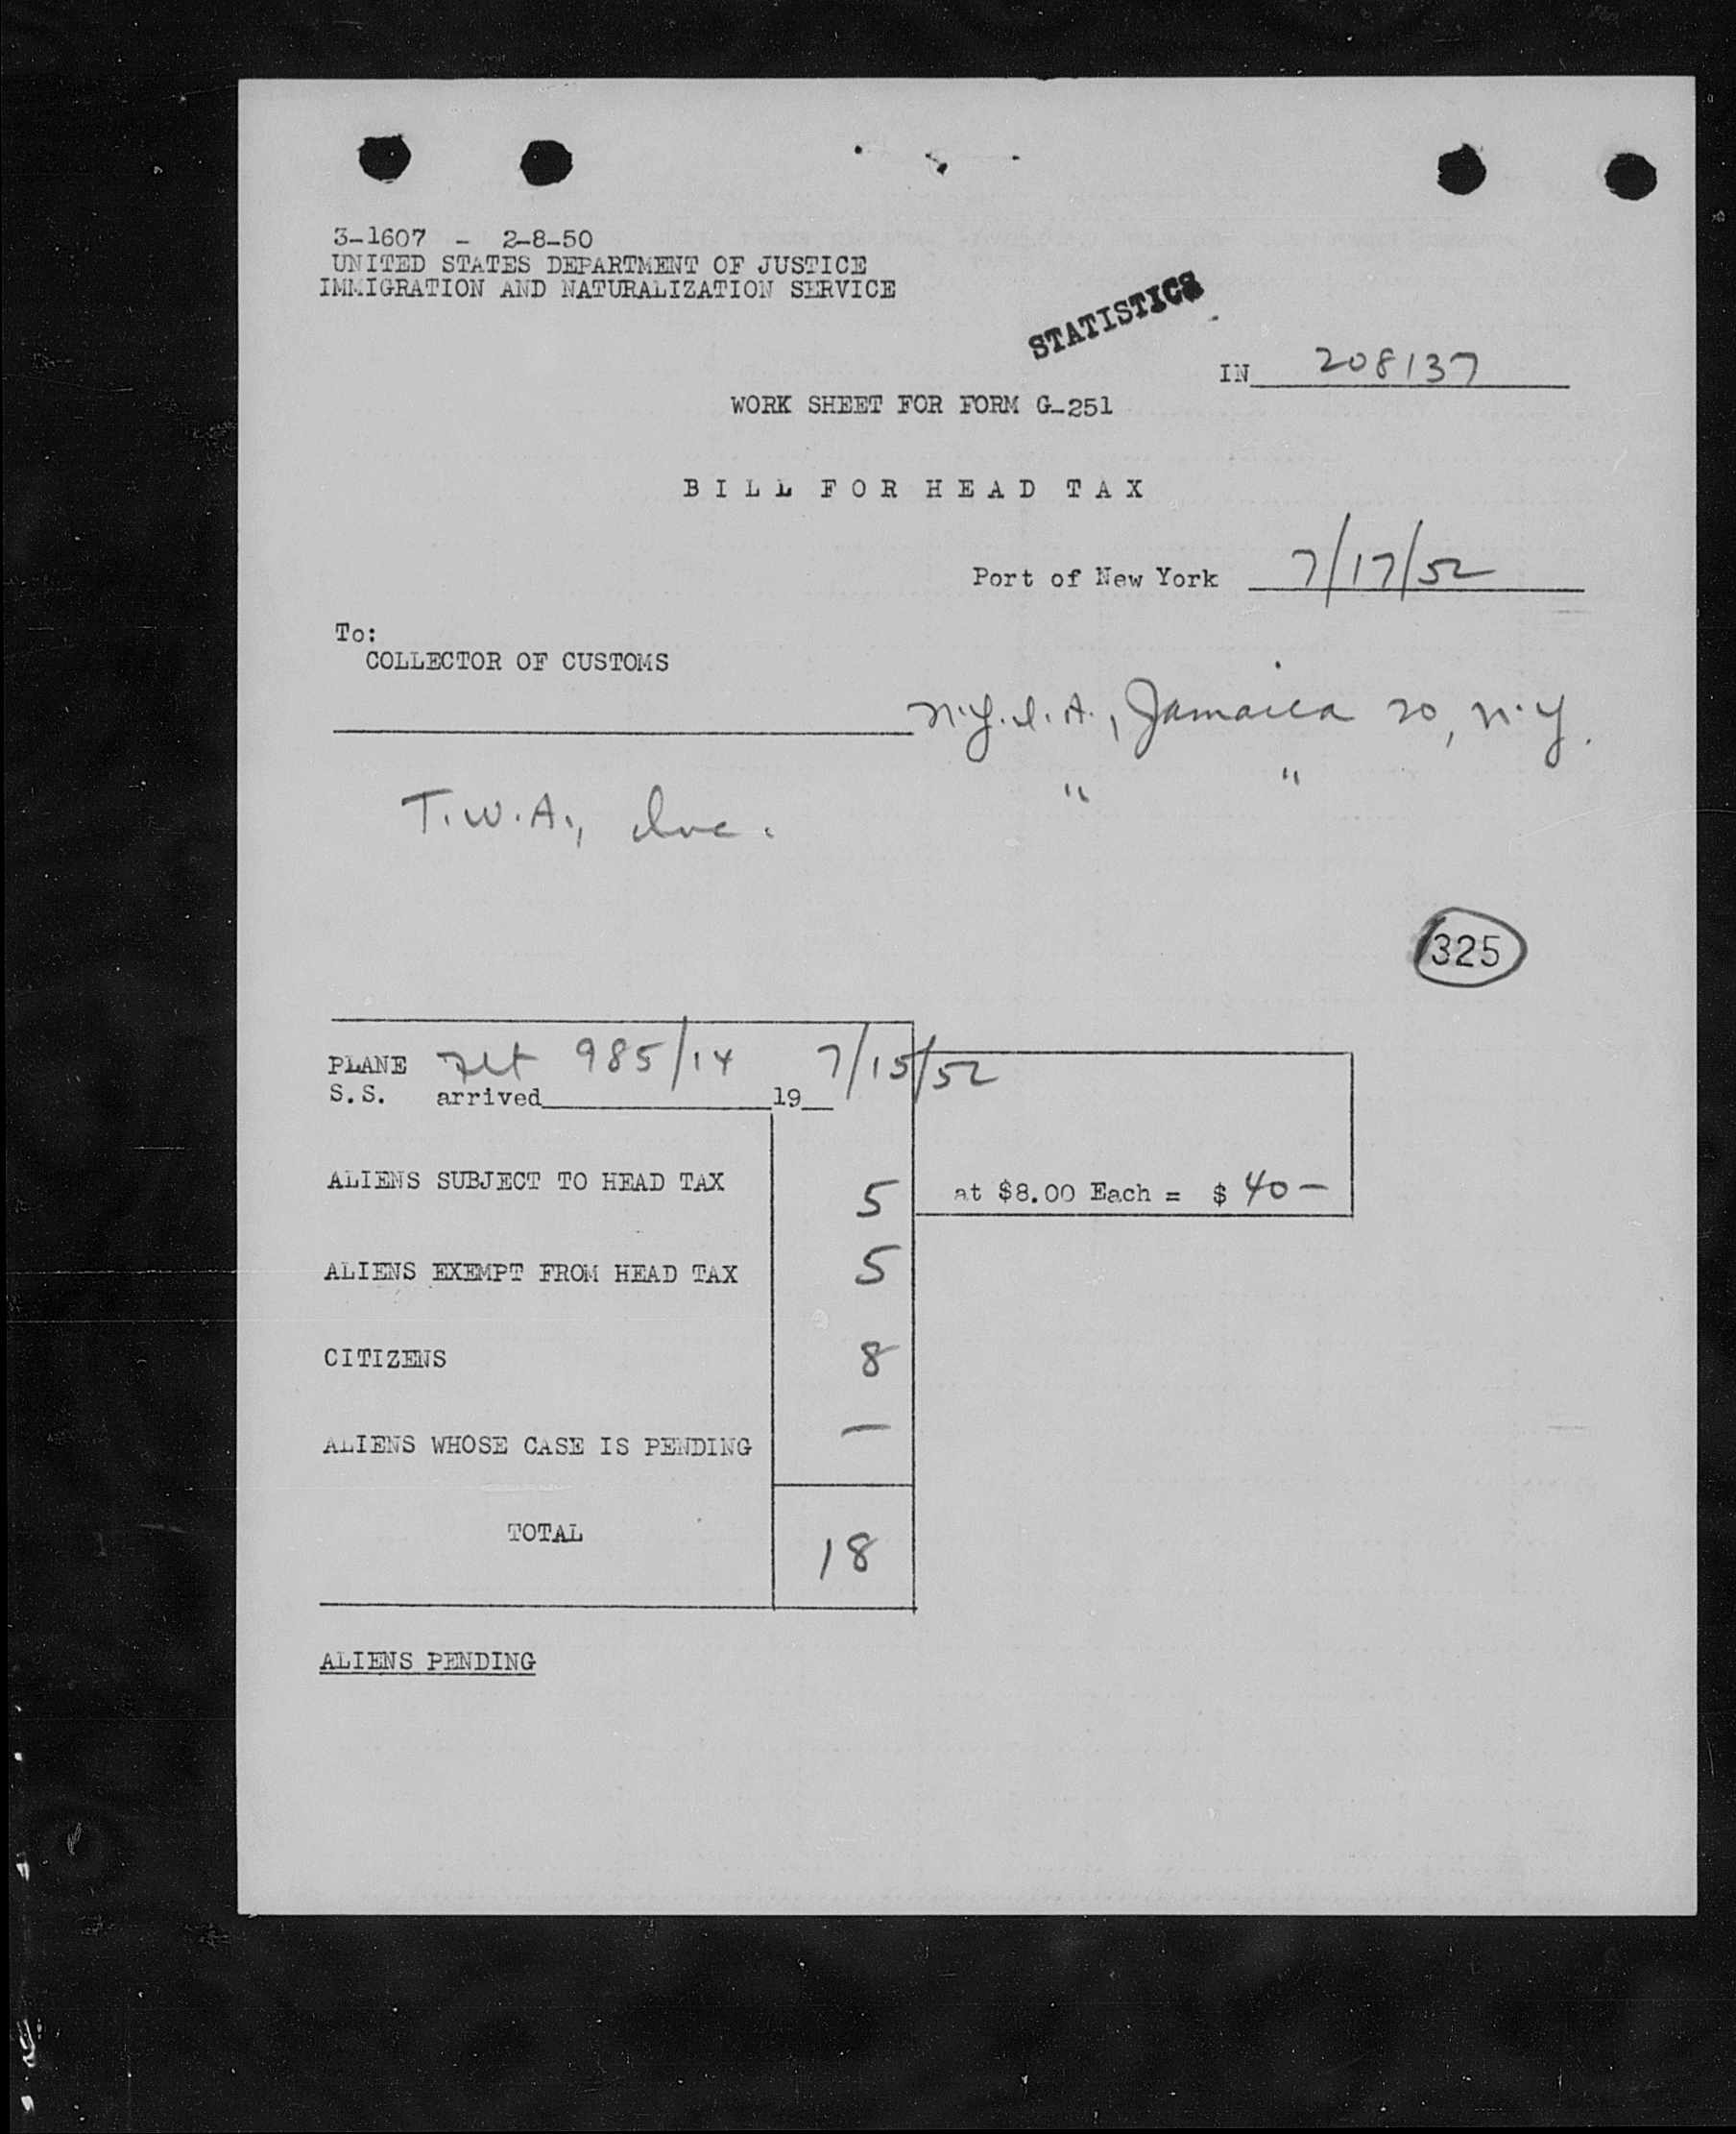 3-1607 - 2-8-50
UNITED STATES DEPARTMENT OF JUSTICE
IMMIGRATION AND NATURALIZATION SERVICE
STATISTICS
IN 208137
WORK SHEET FOR FORM G-251
BILL FOR HEAD TAX
Port of New York 7/17/52
To:
COLLECTOR OF CUSTOMS
N.Y.I.A., Jamaica 20, N.Y.
" "
T.W.A., Inc.
325
PLANE Flt 985/14 7/15/52
S.S. arrived 19
ALIENS SUBJECT TO HEAD TAX 5 at $8.00 Each = $ 40-
ALIENS EXEMPT FROM HEAD TAX 5
CITIZENS 8
ALIENS WHOSE CASE IS PENDING —
TOTAL 18
ALIENS PENDING